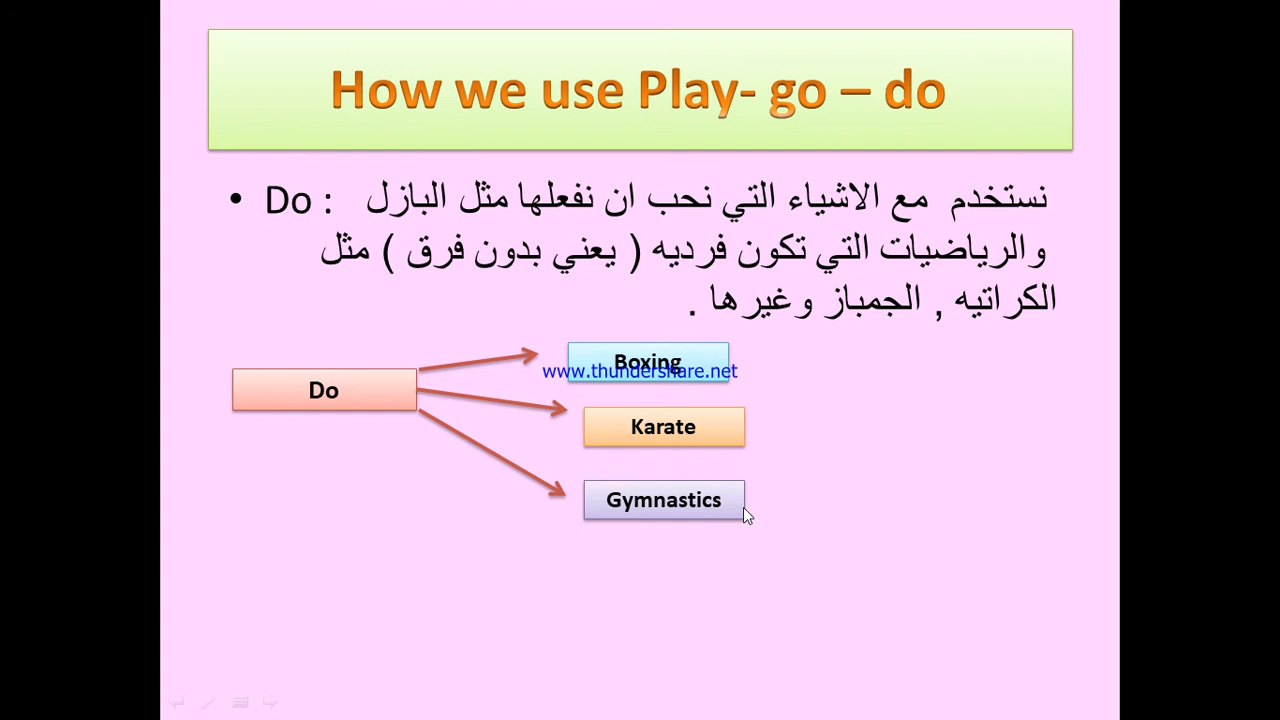 How we use Play- go – do
• Do : نستخدم مع الاشياء التي نحب ان نفعلها مثل البازل
والرياضيات التي تكون فرديه ( يعني بدون فرق ) مثل
الكراتيه , الجمباز وغيرها .
Boxing
www.thundershare.net
Do
Karate
Gymnastics